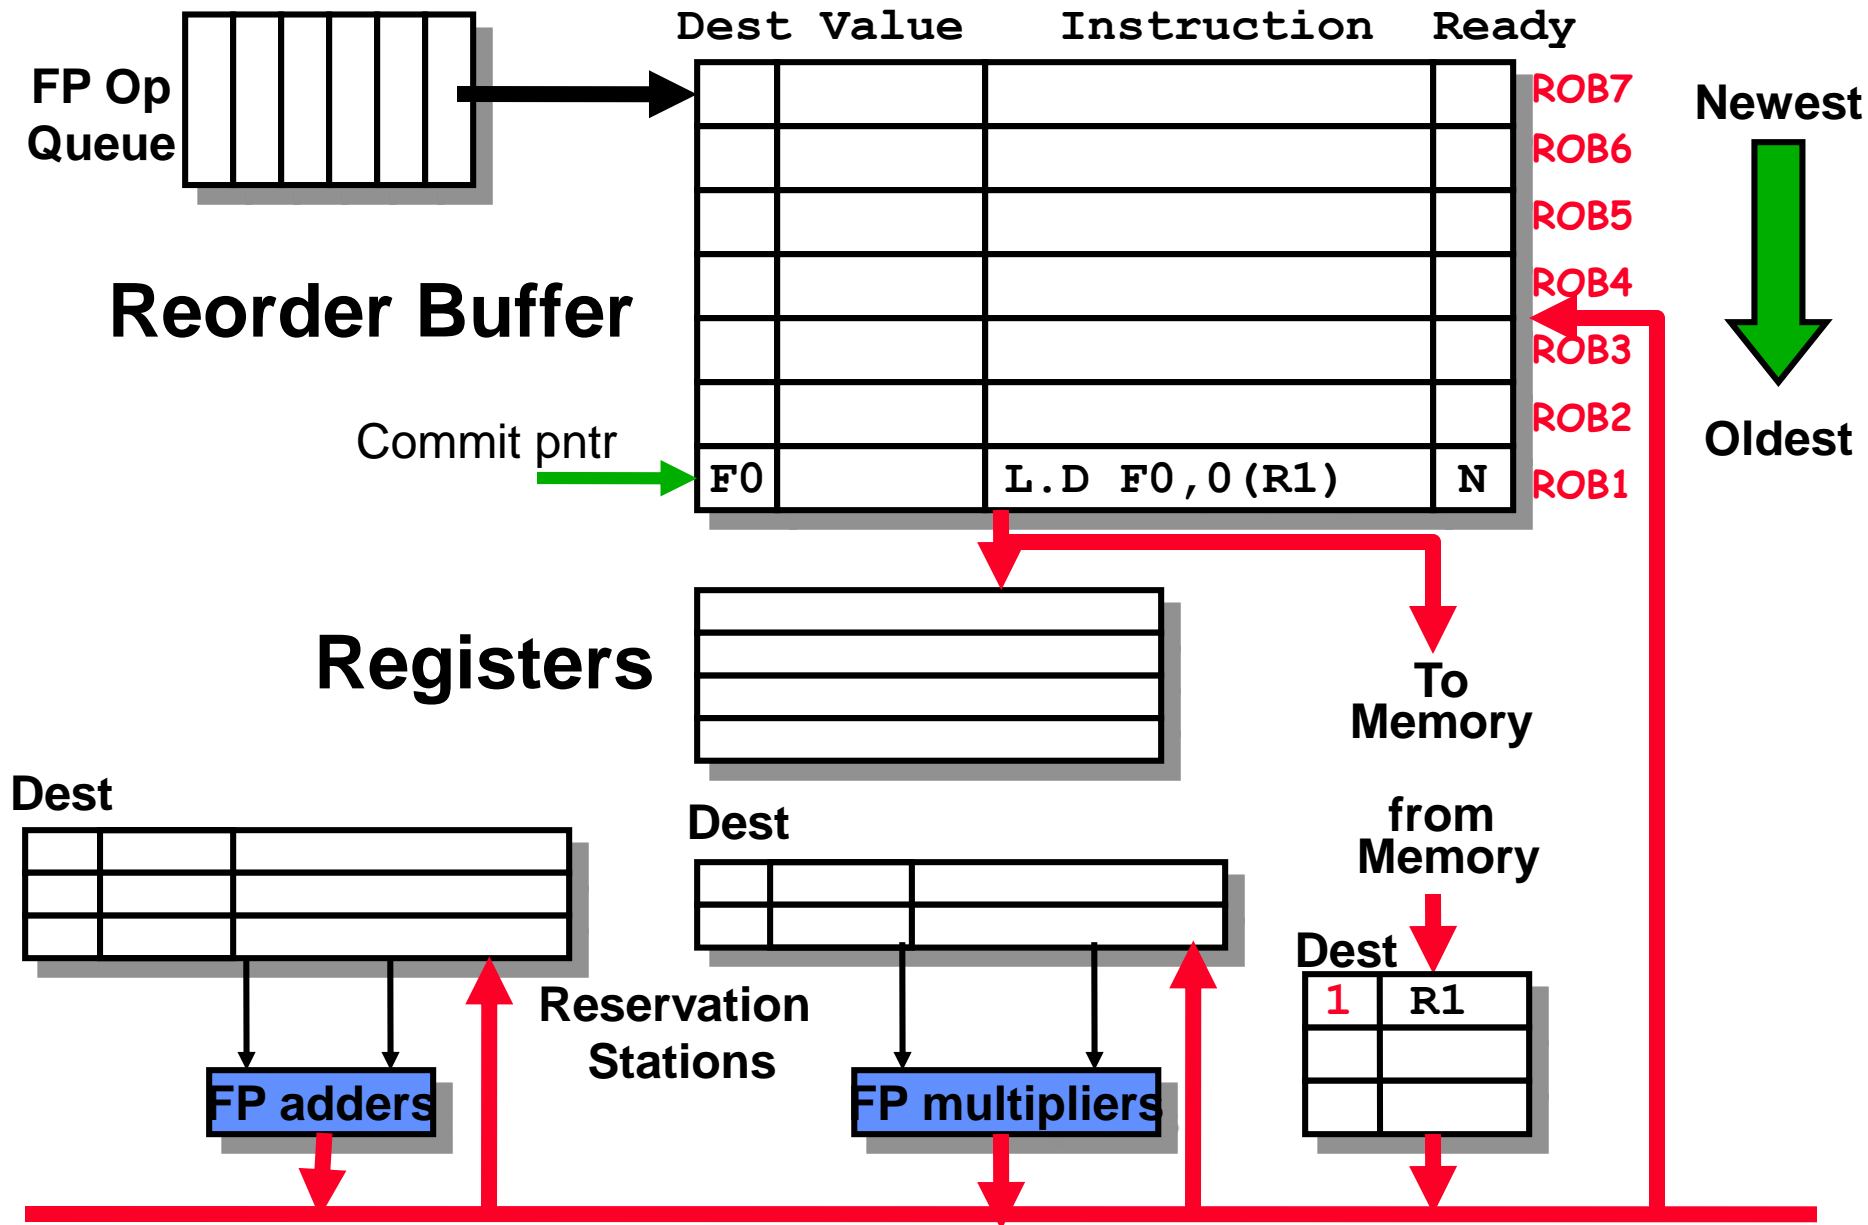 Dest Value Instruction Ready
FP Op
Queue
ROB7
Newest
ROB6
ROB5
Reorder Buffer
ROB4
ROB3
Commit pntr
ROB2
Oldest
F0 L.D F0,0(R1) N ROB1
Registers
To
Memory
Dest
Dest
from
Memory
Dest
1 R1
Reservation
Stations
FP adders
FP multipliers